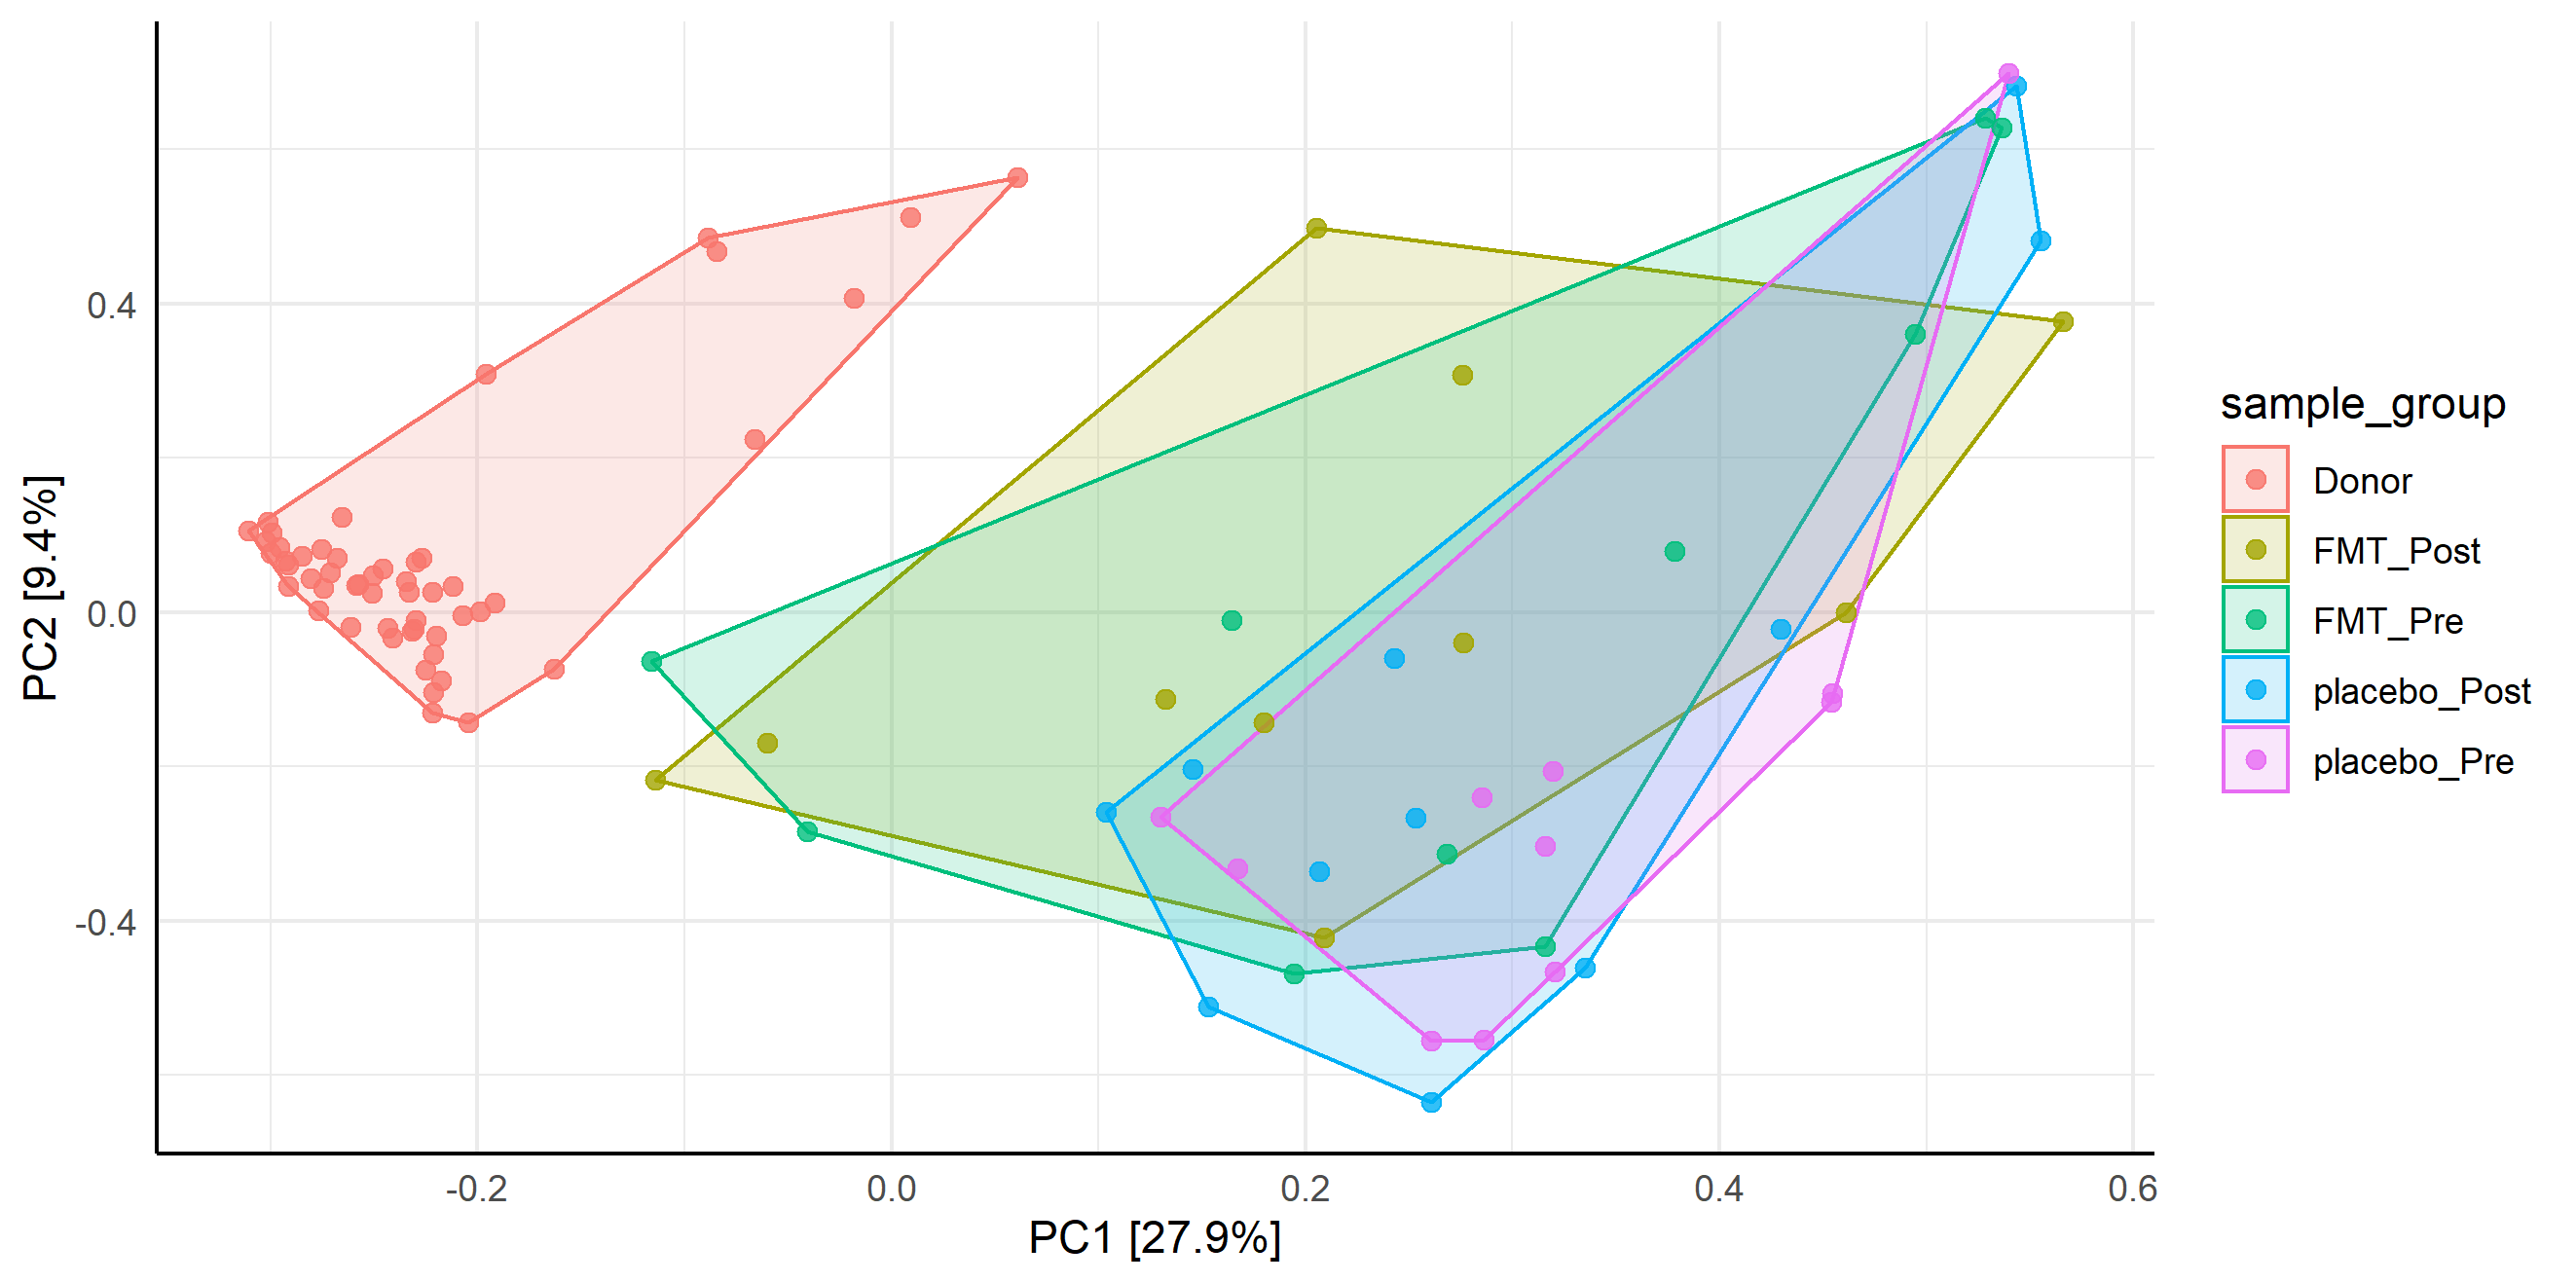 PC2 [9.4%]
0.4
0.0
-0.4
-0.2
0.0
0.2
0.4
0.6
PC1 [27.9%]
sample_group
Donor
FMT_Post
FMT_Pre
placebo_Post
placebo_Pre